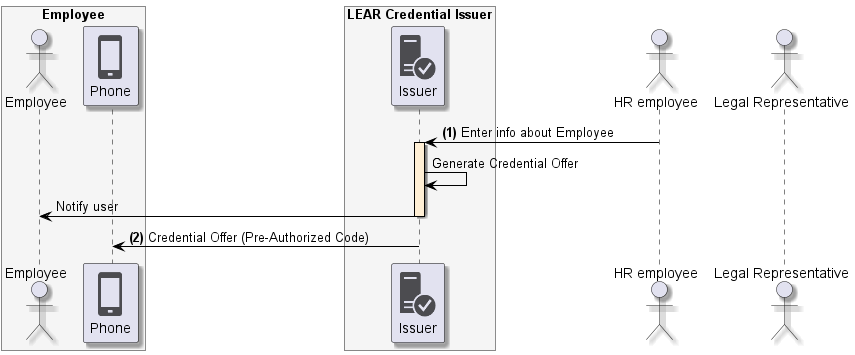 Employee
LEAR Credential Issuer
Employee
Phone
Issuer
HR employee
Legal Representative
(1) Enter info about Employee
Generate Credential Offer
Notify user
(2) Credential Offer (Pre-Authorized Code)
Employee
HR employee
Legal Representative
Phone
Issuer